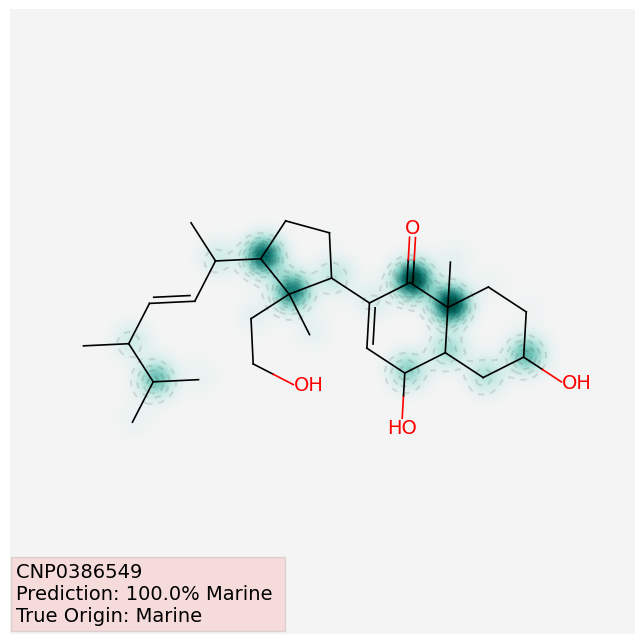 O
OH
OH
HO
CNP0386549
Prediction: 100.0% Marine
True Origin: Marine